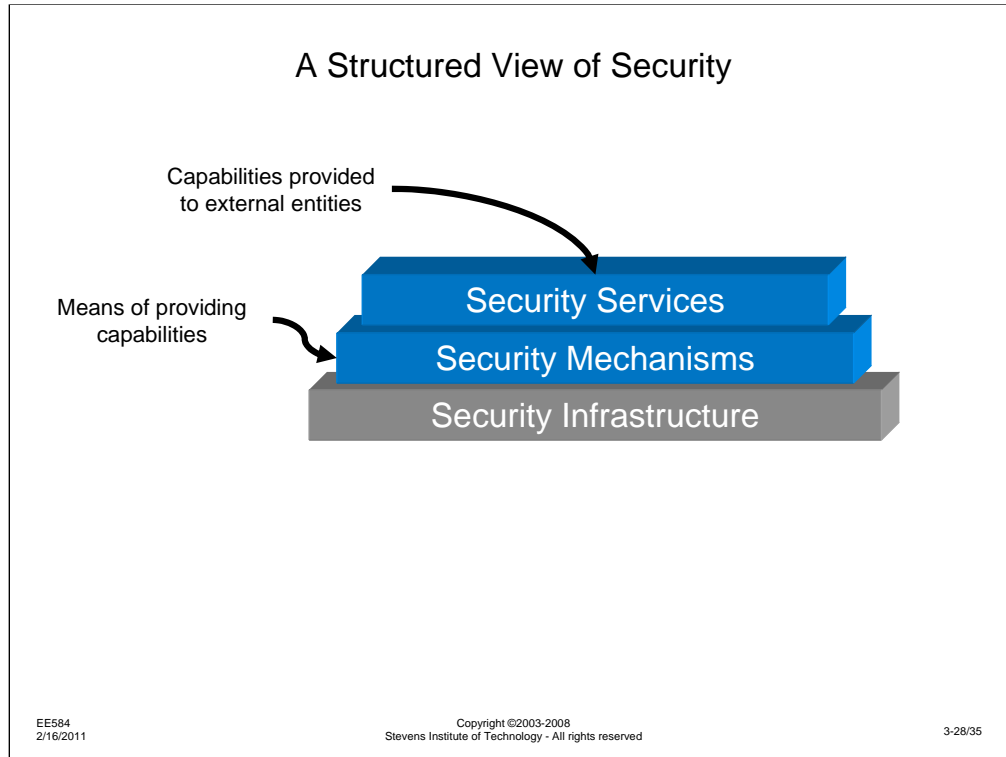 A Structured View of Security
Capabilities provided
to external entities
Means of providing
capabilities
Security Services
Security Mechanisms
Security Infrastructure
EE584
2/16/2011
Copyright ©2003-2008
Stevens Institute of Technology - All rights reserved
3-28/35